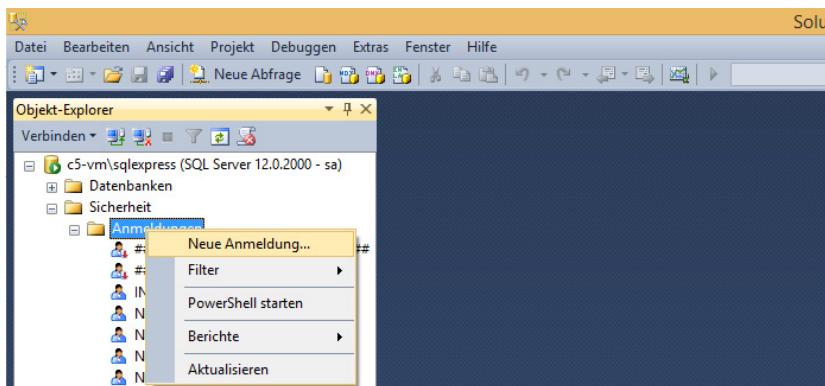 Solu
Datei Bearbeiten Ansicht Projekt Debuggen Extras Fenster Hilfe
Neue Abfrage
Objekt-Explorer
Verbinden
c5-vm\sqlexpress (SQL Server 12.0.2000 - sa)
Datenbanken
Sicherheit
Anmeldungen
Neue Anmeldung...
##
##
##
Filter
IN
PowerShell starten
N
N
Berichte
N
Aktualisieren
N